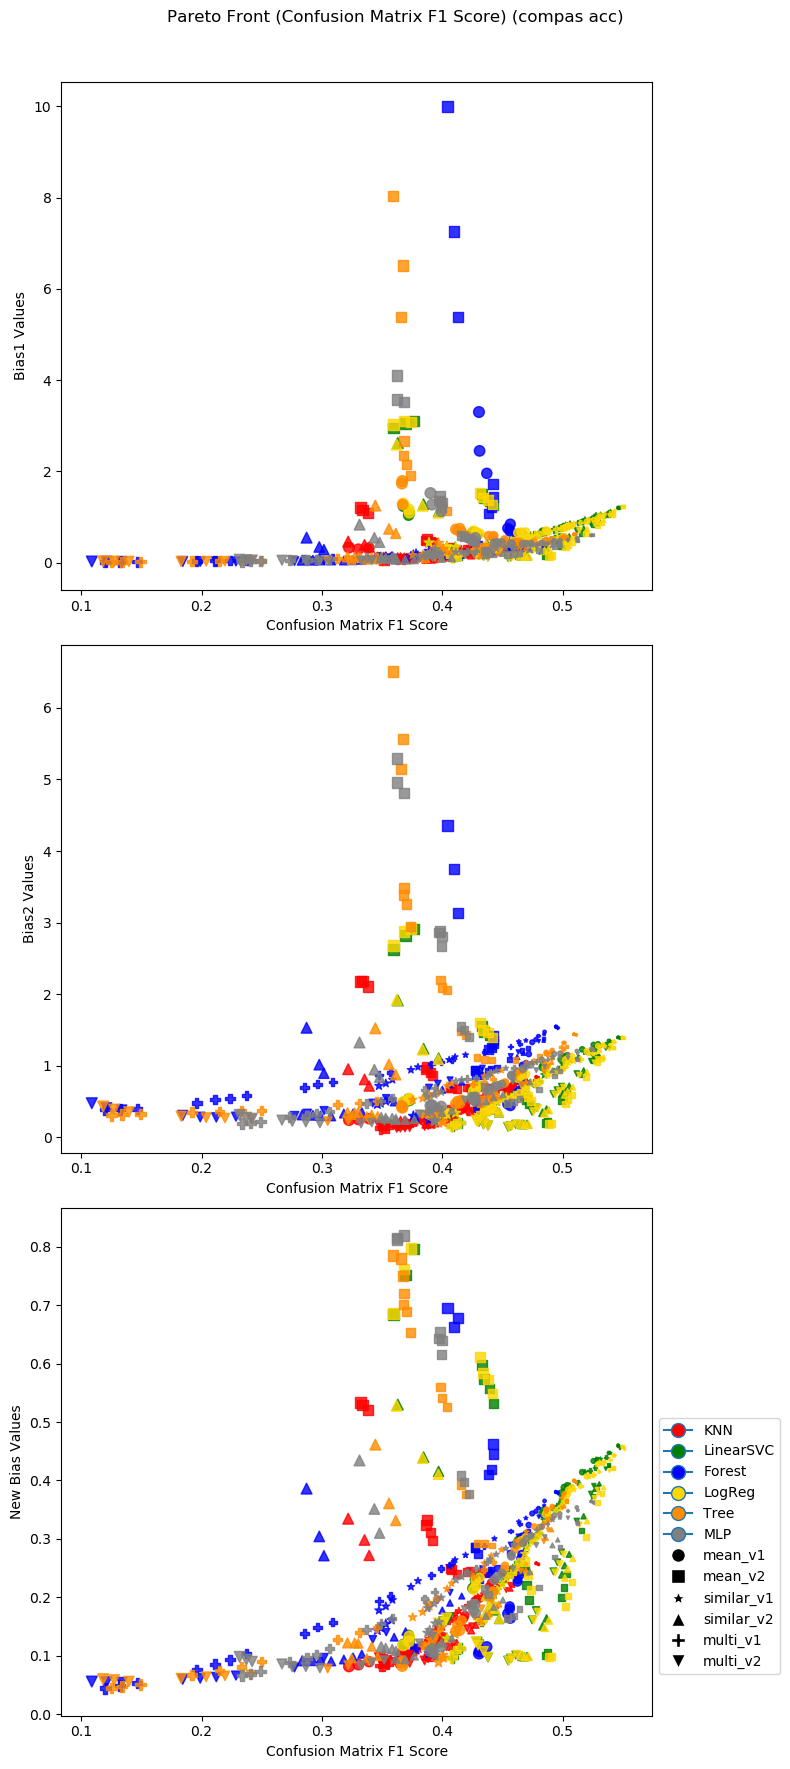 Pareto Front (Confusion Matrix F1 Score) (compas acc)
10
8
6
4
2
0
Bias1 Values
0.1 0.2 0.3 0.4 0.5
Confusion Matrix F1 Score
6
5
4
3
2
1
0
Bias2 Values
0.1 0.2 0.3 0.4 0.5
Confusion Matrix F1 Score
0.8
0.7
0.6
0.5
0.4
0.3
0.2
0.1
0.0
New Bias Values
0.1 0.2 0.3 0.4 0.5
Confusion Matrix F1 Score
KNN
LinearSVC
Forest
LogReg
Tree
MLP
mean_v1
mean_v2
similar_v1
similar_v2
multi_v1
multi_v2